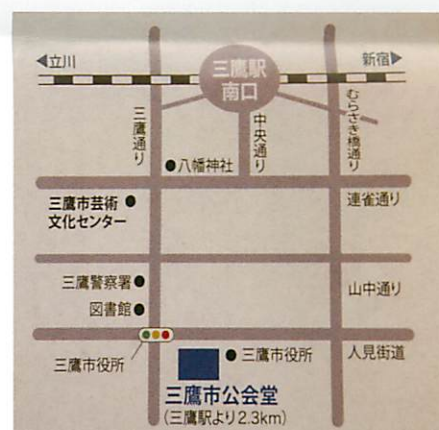 ◀立川
新宿▶
三鷹駅
南口
三鷹通り
中央通り
むらさき橋通り
●八幡神社
三鷹市芸術●
文化センター
連雀通り
三鷹警察署●
図書館●
山中通り
三鷹市役所
●三鷹市役所
人見街道
三鷹市公会堂
(三鷹駅より2.3km)